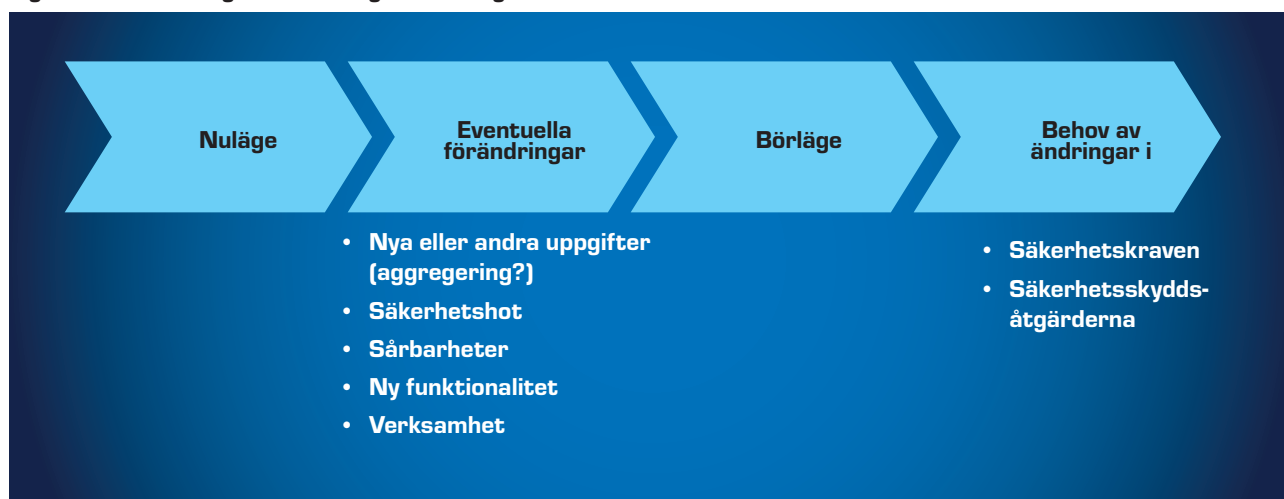 Nuläge
Eventuella
förändringar
Börläge
Behov av
ändringar i
• Nya eller andra uppgifter
(aggregering?)
• Säkerhetshot
• Sårbarheter
• Ny funktionalitet
• Verksamhet
• Säkerhetskraven
• Säkerhetsskydds-
åtgärderna